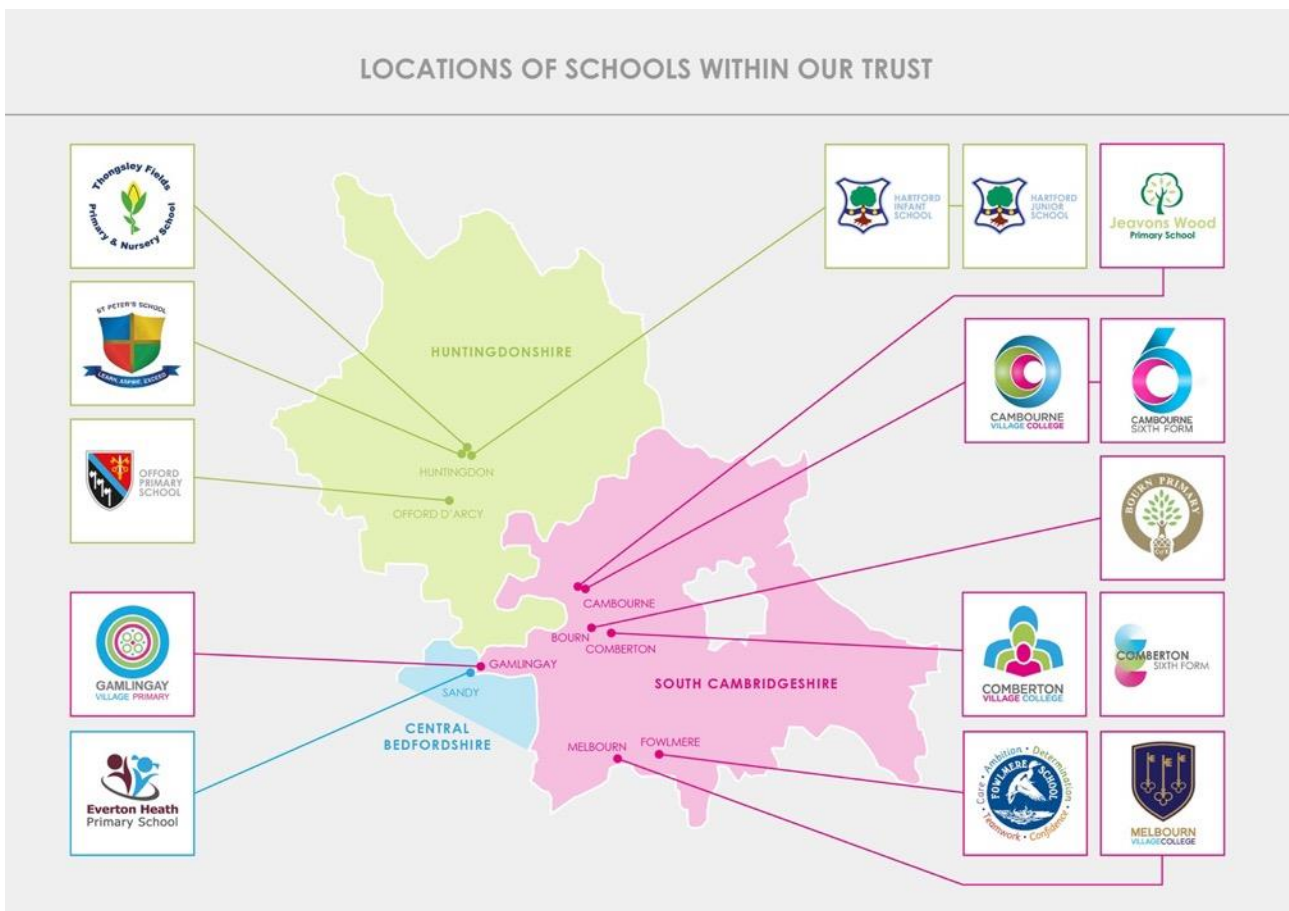 LOCATIONS OF SCHOOLS WITHIN OUR TRUST
Thongsley Fields
Primary & Nursery School
HARTFORD
INFANT
SCHOOL
HARTFORD
JUNIOR
SCHOOL
Jeavons Wood
Primary School
ST PETER'S SCHOOL
LEARN, ASPIRE, EXCEED
HUNTINGDONSHIRE
CAMBOURNE
VILLAGE COLLEGE
CAMBOURNE
SIXTH FORM
OFFORD
PRIMARY
SCHOOL
HUNTINGDON
OFFORD D'ARCY
BOURN PRIMARY
CofE
CAMBOURNE
BOURN
COMBERTON
GAMLINGAY
VILLAGE PRIMARY
GAMLINGAY
SANDY
SOUTH CAMBRIDGESHIRE
COMBERTON
VILLAGE COLLEGE
COMBERTON
SIXTH FORM
CENTRAL
BEDFORDSHIRE
MELBOURN
FOWLMERE
Everton Heath
Primary School
Care • Ambition • Determination
FOWLMERE SCHOOL
Teamwork • Confidence
MELBOURN
VILLAGECOLLEGE